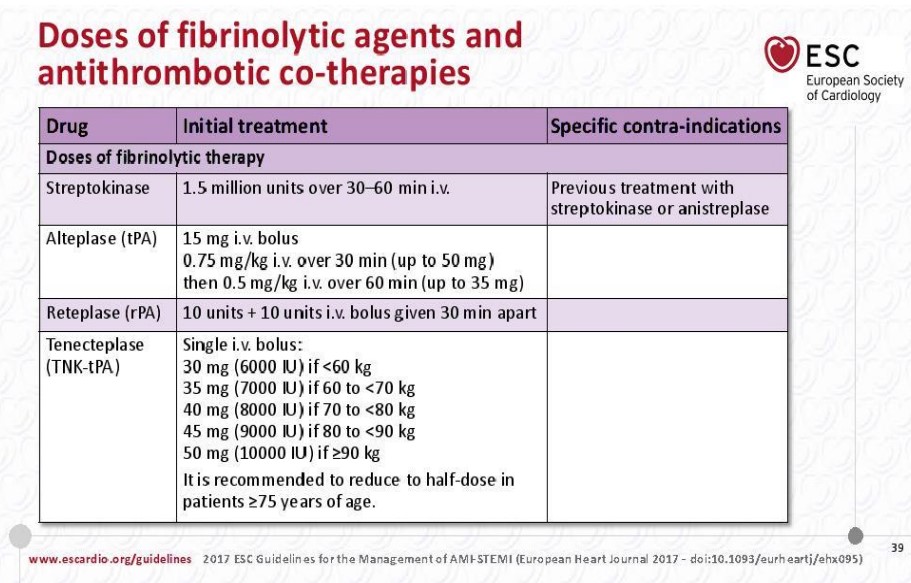 Doses of fibrinolytic agents and
antithrombotic co-therapies
ESC
European Society
of Cardiology
Drug Initial treatment Specific contra-indications
Doses of fibrinolytic therapy
Streptokinase 1.5 million units over 30–60 min i.v. Previous treatment with
streptokinase or anistreplase
Alteplase (tPA) 15 mg i.v. bolus
0.75 mg/kg i.v. over 30 min (up to 50 mg)
then 0.5 mg/kg i.v. over 60 min (up to 35 mg)
Reteplase (rPA) 10 units + 10 units i.v. bolus given 30 min apart
Tenecteplase Single i.v. bolus:
(TNK-tPA) 30 mg (6000 IU) if <60 kg
35 mg (7000 IU) if 60 to <70 kg
40 mg (8000 IU) if 70 to <80 kg
45 mg (9000 IU) if 80 to <90 kg
50 mg (10000 IU) if ≥90 kg
It is recommended to reduce to half-dose in
patients ≥75 years of age.
39
www.escardio.org/guidelines 2017 ESC Guidelines for the Management of AMI-STEMI (European Heart Journal 2017 - doi:10.1093/eurheartj/ehx095)